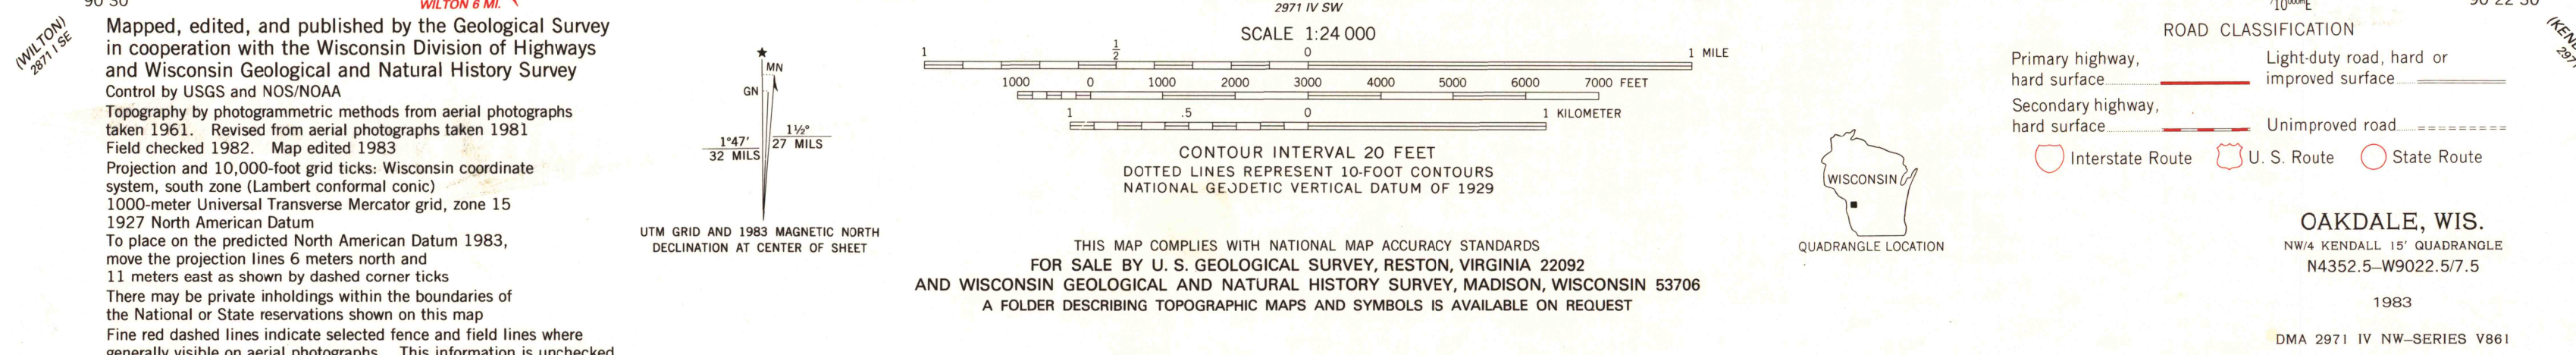 90°30'
WILTON 6 MI.
(WILTON)
2871 I SE
Mapped, edited, and published by the Geological Survey
in cooperation with the Wisconsin Division of Highways
and Wisconsin Geological and Natural History Survey
Control by USGS and NOS/NOAA
Topography by photogrammetric methods from aerial photographs
taken 1961. Revised from aerial photographs taken 1981
Field checked 1982. Map edited 1983
Projection and 10,000-foot grid ticks: Wisconsin coordinate
system, south zone (Lambert conformal conic)
1000-meter Universal Transverse Mercator grid, zone 15
1927 North American Datum
To place on the predicted North American Datum 1983,
move the projection lines 6 meters north and
11 meters east as shown by dashed corner ticks
There may be private inholdings within the boundaries of
the National or State reservations shown on this map
Fine red dashed lines indicate selected fence and field lines where
generally visible on aerial photographs. This information is unchecked
★
MN
GN
1°47'
32 MILS
1½°
27 MILS
UTM GRID AND 1983 MAGNETIC NORTH
DECLINATION AT CENTER OF SHEET
2971 IV SW
SCALE 1:24 000
1 1/2 0 1 MILE
1000 0 1000 2000 3000 4000 5000 6000 7000 FEET
1 .5 0 1 KILOMETER
CONTOUR INTERVAL 20 FEET
DOTTED LINES REPRESENT 10-FOOT CONTOURS
NATIONAL GEODETIC VERTICAL DATUM OF 1929
THIS MAP COMPLIES WITH NATIONAL MAP ACCURACY STANDARDS
FOR SALE BY U. S. GEOLOGICAL SURVEY, RESTON, VIRGINIA 22092
AND WISCONSIN GEOLOGICAL AND NATURAL HISTORY SURVEY, MADISON, WISCONSIN 53706
A FOLDER DESCRIBING TOPOGRAPHIC MAPS AND SYMBOLS IS AVAILABLE ON REQUEST
WISCONSIN
QUADRANGLE LOCATION
ROAD CLASSIFICATION
Primary highway,
hard surface
Light-duty road, hard or
improved surface
Secondary highway,
hard surface
Unimproved road
Interstate Route U. S. Route State Route
OAKDALE, WIS.
NW/4 KENDALL 15' QUADRANGLE
N4352.5–W9022.5/7.5
1983
DMA 2971 IV NW–SERIES V861